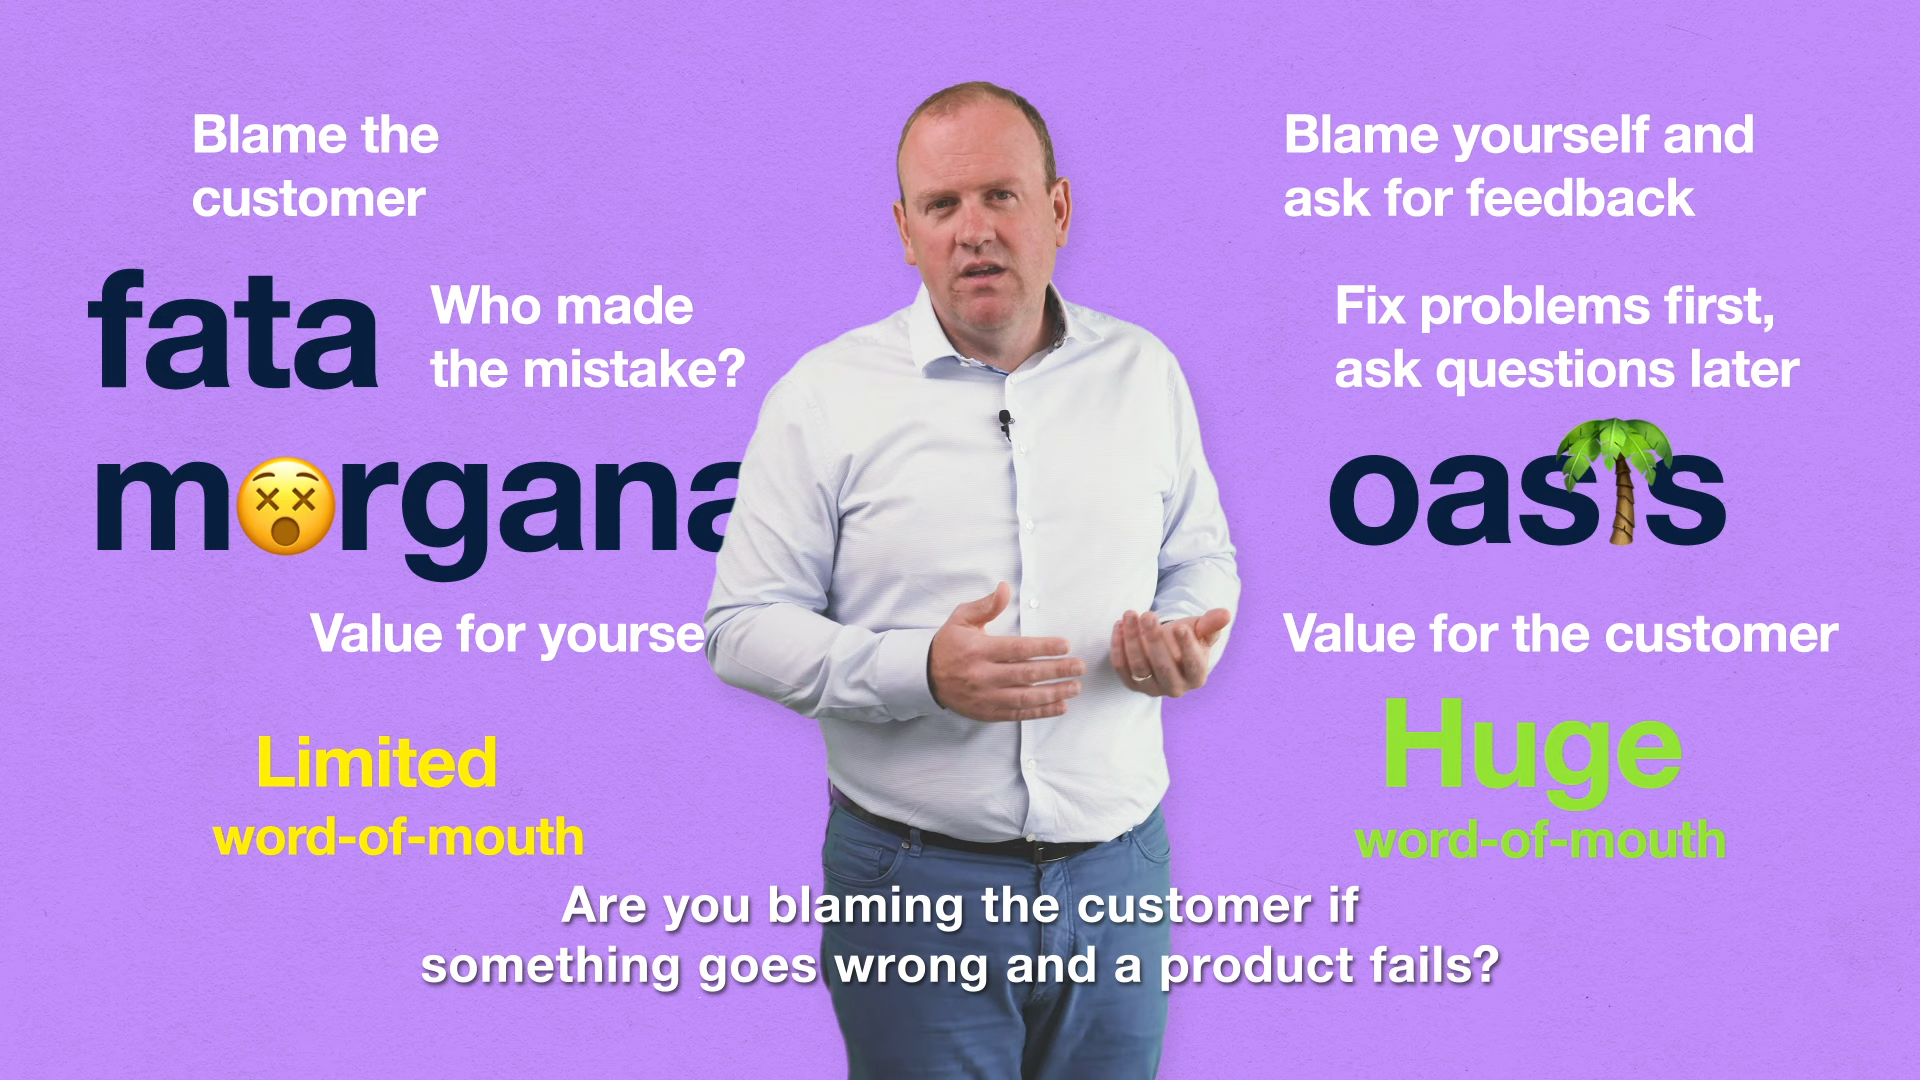 Blame the
customer
fata
morgana
Who made
the mistake?
Value for yourse
Limited
word-of-mouth
Blame yourself and
ask for feedback
Fix problems first,
ask questions later
oasis
Value for the customer
Huge
word-of-mouth
Are you blaming the customer if
something goes wrong and a product fails?